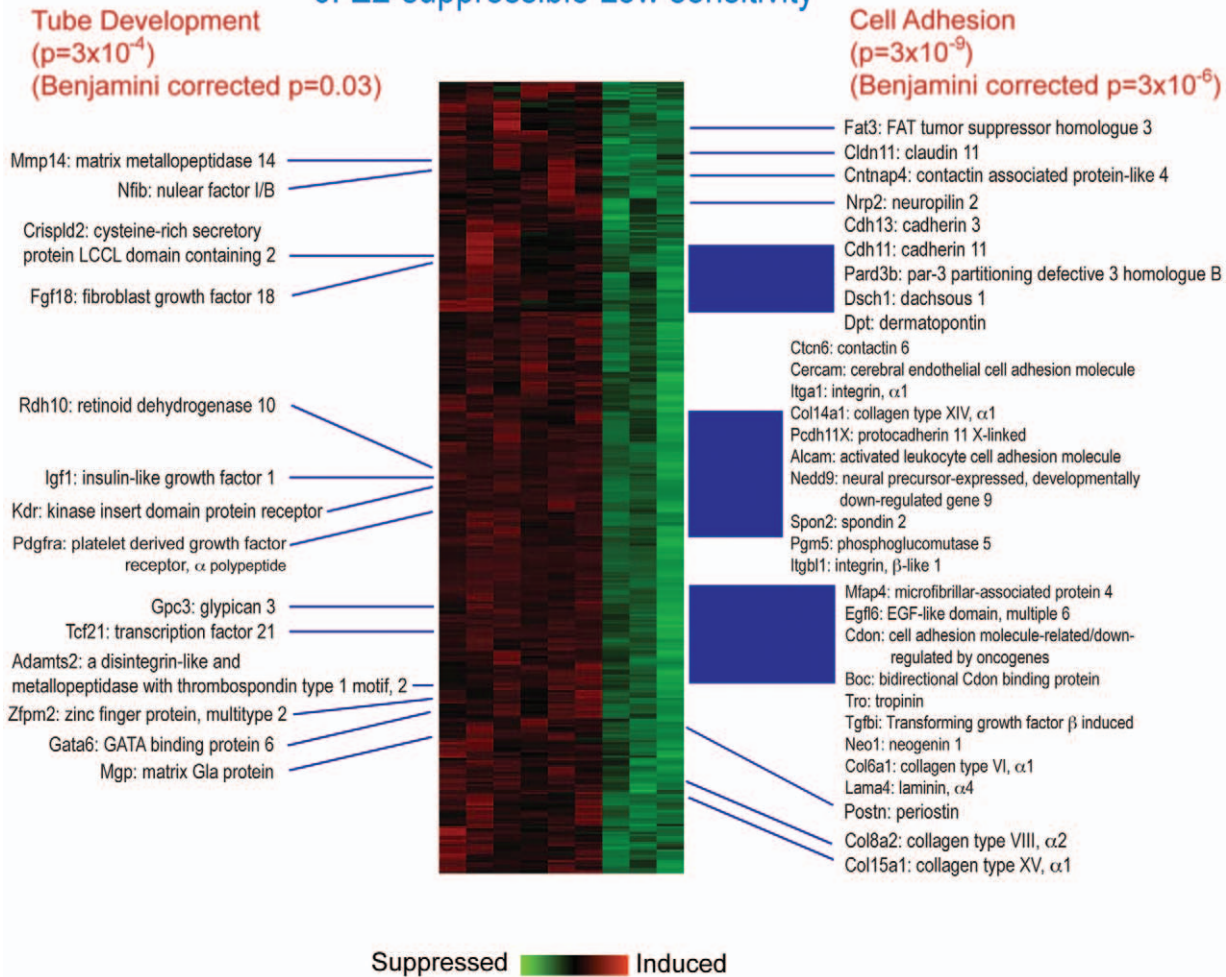 of E2-suppressible Low sensitivity
Tube Development
(p=3x10⁻⁴)
(Benjamini corrected p=0.03)
Mmp14: matrix metallopeptidase 14
Nfib: nulear factor I/B
Crispld2: cysteine-rich secretory
protein LCCL domain containing 2
Fgf18: fibroblast growth factor 18
Rdh10: retinoid dehydrogenase 10
Igf1: insulin-like growth factor 1
Kdr: kinase insert domain protein receptor
Pdgfra: platelet derived growth factor
receptor, α polypeptide
Gpc3: glypican 3
Tcf21: transcription factor 21
Adamts2: a disintegrin-like and
metallopeptidase with thrombospondin type 1 motif, 2
Zfpm2: zinc finger protein, multitype 2
Gata6: GATA binding protein 6
Mgp: matrix Gla protein
Cell Adhesion
(p=3x10⁻⁹)
(Benjamini corrected p=3x10⁻⁶)
Fat3: FAT tumor suppressor homologue 3
Cldn11: claudin 11
Cntnap4: contactin associated protein-like 4
Nrp2: neuropilin 2
Cdh13: cadherin 3
Cdh11: cadherin 11
Pard3b: par-3 partitioning defective 3 homologue B
Dsch1: dachsous 1
Dpt: dermatopontin
Ctcn6: contactin 6
Cercam: cerebral endothelial cell adhesion molecule
Itga1: integrin, α1
Col14a1: collagen type XIV, α1
Pcdh11X: protocadherin 11 X-linked
Alcam: activated leukocyte cell adhesion molecule
Nedd9: neural precursor-expressed, developmentally
down-regulated gene 9
Spon2: spondin 2
Pgm5: phosphoglucomutase 5
Itgbl1: integrin, β-like 1
Mfap4: microfibrillar-associated protein 4
Egfl6: EGF-like domain, multiple 6
Cdon: cell adhesion molecule-related/down-
regulated by oncogenes
Boc: bidirectional Cdon binding protein
Tro: tropinin
Tgfbi: Transforming growth factor β induced
Neo1: neogenin 1
Col6a1: collagen type VI, α1
Lama4: laminin, α4
Postn: periostin
Col8a2: collagen type VIII, α2
Col15a1: collagen type XV, α1
Suppressed Induced